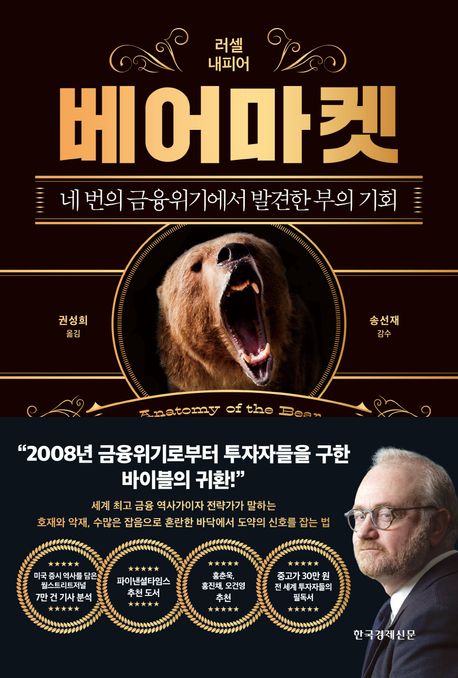 러셀
내피어
베어마켓
네 번의 금융위기에서 발견한 부의 기회
권성희
옮김
송선재
감수
Anatomy of the Bear
“2008년 금융위기로부터 투자자들을 구한
바이블의 귀환!”
세계 최고 금융 역사가이자 전략가가 말하는
호재와 악재, 수많은 잡음으로 혼란한 바다에서 도약의 신호를 잡는 법
미국 증시 역사를 담은
월스트리트저널
7만 건 기사 분석
파이낸셜타임스
추천 도서
홍춘욱,
홍진채, 오건영
추천
중고가 30만 원
전 세계 투자자들의
필독서
한국경제신문